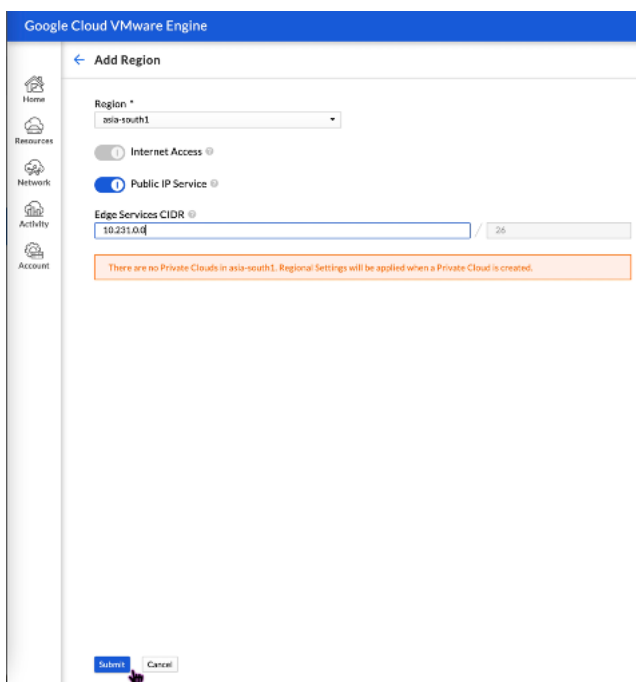 Google Cloud VMware Engine
Add Region
Home
Resources
Network
Activity
Account
Region *
asia-south1
Internet Access
Public IP Service
Edge Services CIDR
10.231.0.0
/ 26
There are no Private Clouds in asia-south1. Regional Settings will be applied when a Private Cloud is created.
Submit
Cancel